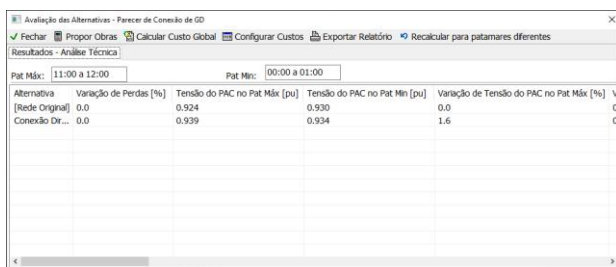 Avaliação das Alternativas - Parecer de Conexão de GD
Fechar Propor Obras Calcular Custo Global Configurar Custos Exportar Relatório Recalcular para patamares diferentes
Resultados - Análise Técnica
Pat Máx: 11:00 a 12:00 Pat Min: 00:00 a 01:00
Alternativa Variação de Perdas [%] Tensão do PAC no Pat Máx [pu] Tensão do PAC no Pat Min [pu] Variação de Tensão do PAC no Pat Máx [%]
[Rede Original] 0.0 0.924 0.930 0.0
Conexão Dir... 0.0 0.939 0.934 1.6